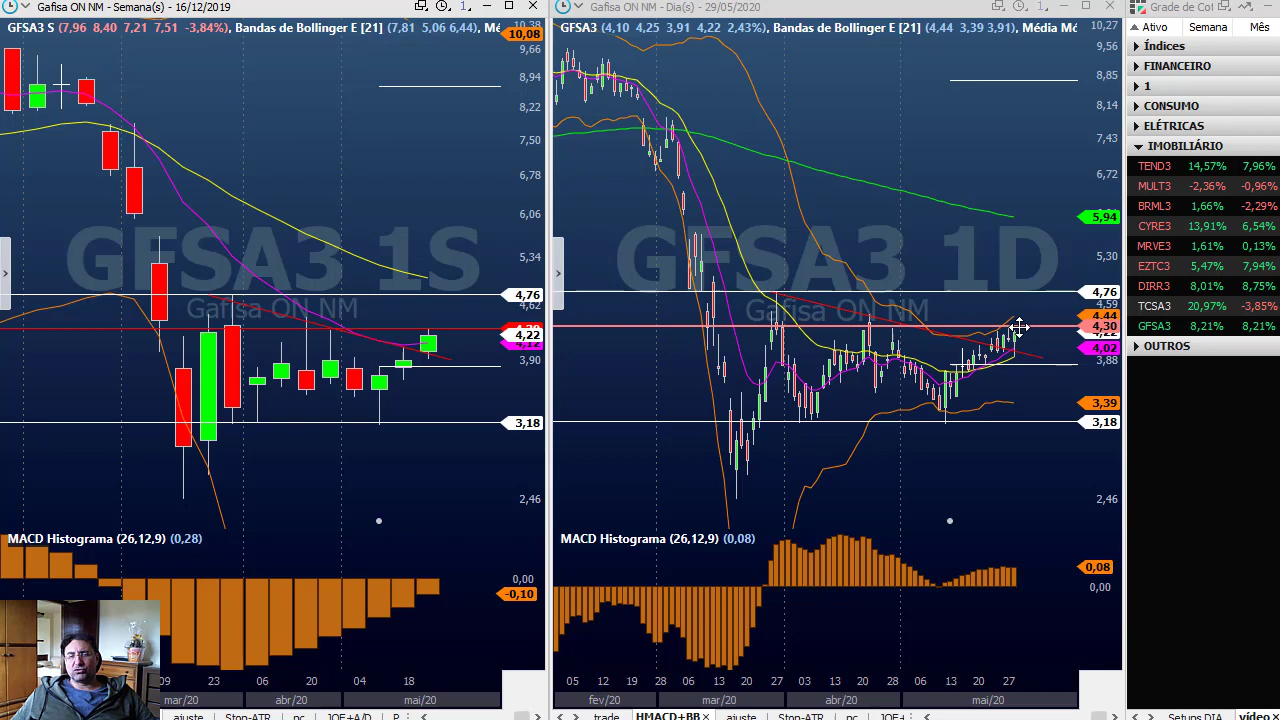 Gafisa ON NM - Semana(s) - 16/12/2019
GFSA3 S (7,96 8,40 7,21 7,51 -3,84%), Bandas de Bollinger E [21] (7,81 5,06 6,44), Mé
10,38
10,08
9,66
8,94
8,22
7,50
6,78
6,06
5,34
4,76
4,62
4,22
4,12
3,90
3,18
2,46
GFSA3 1S
Gafisa ON NM
MACD Histograma (26,12,9) (0,28)
0,00
-0,10
09 23 06 20 04 18
mar/20 abr/20 mai/20
ajuste Stop-ATR pc JOE+A/D P
Gafisa ON NM - Dia(s) - 29/05/2020
GFSA3 (4,10 4,25 3,91 4,22 2,43%), Bandas de Bollinger E [21] (4,44 3,39 3,91), Média Mó
10,27
9,56
8,85
8,14
7,43
6,72
5,94
5,30
4,76
4,59
4,44
4,30
4,22
4,02
3,88
3,39
3,18
2,46
GFSA3 1D
Gafisa ON NM
MACD Histograma (26,12,9) (0,08)
0,08
0,00
05 12 19 28 06 13 20 27 03 13 20 28 06 13 20 27
fev/20 mar/20 abr/20 mai/20
trade HMACD+BB ajuste Stop-ATR pc JOE+
Grade de Cot
Ativo Semana Mês
Índices
FINANCEIRO
1
CONSUMO
ELÉTRICAS
IMOBILIÁRIO
TEND3 14,57% 7,96%
MULT3 -2,36% -0,96%
BRML3 1,66% -2,29%
CYRE3 13,91% 6,54%
MRVE3 1,61% 0,13%
EZTC3 5,47% 7,94%
DIRR3 8,01% 8,75%
TCSA3 20,97% -3,85%
GFSA3 8,21% 8,21%
OUTROS
Setups DIA vídeo